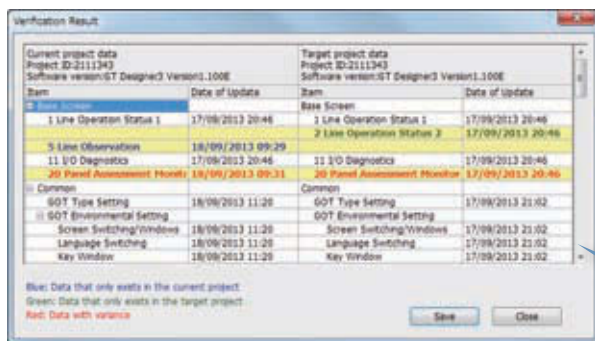 Verification Result
Current project data Target project data
Project ID:2111343 Project ID:2111343
Software version:GT Designer3 Version1.100E Software version:GT Designer3 Version1.100E
Item Date of Update Item Date of Update
Base Screen Base Screen
1 Line Operation Status 1 17/09/2013 20:46 1 Line Operation Status 1 17/09/2013 20:46
2 Line Operation Status 2 17/09/2013 20:46
5 Line Observation 18/09/2013 09:29
11 I/O Diagnostics 17/09/2013 20:46 11 I/O Diagnostics 17/09/2013 20:46
20 Panel Assessment Monito 18/09/2013 09:31 20 Panel Assessment Monitor 17/09/2013 20:46
Common Common
GOT Type Setting 18/09/2013 11:20 GOT Type Setting 17/09/2013 21:02
GOT Environmental Setting GOT Environmental Setting
Screen Switching/Windows 18/09/2013 11:20 Screen Switching/Windows 17/09/2013 21:02
Language Switching 18/09/2013 11:20 Language Switching 17/09/2013 21:02
Key Window 18/09/2013 11:20 Key Window 17/09/2013 21:02
Blue: Data that only exists in the current project
Green: Data that only exists in the target project
Red: Data with variance
Save Close